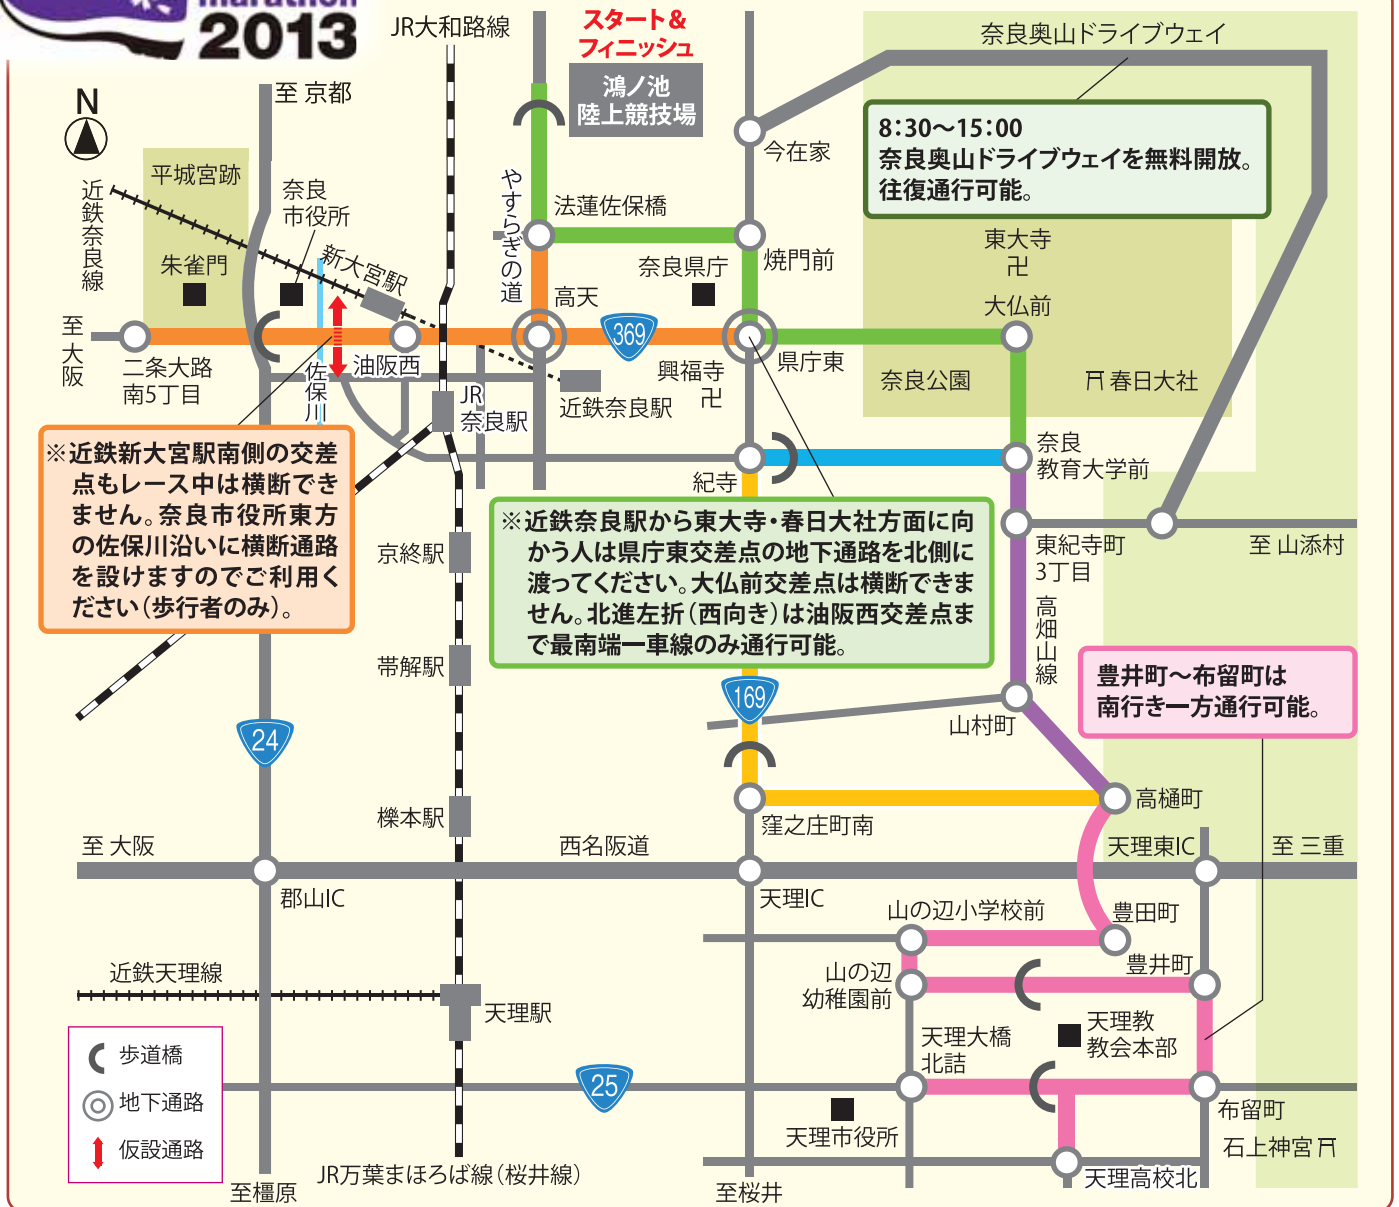 marathon
2013
JR大和路線
スタート&
フィニッシュ
鴻ノ池
陸上競技場
奈良奥山ドライブウェイ
至 京都
N
8:30～15:00
奈良奥山ドライブウェイを無料開放。
往復通行可能。
今在家
平城宮跡
奈良
市役所
近鉄奈良線
やすらぎの道
法蓮佐保橋
焼門前
東大寺
卍
朱雀門
新大宮駅
奈良県庁
高天
大仏前
至 大阪
369
二条大路
南5丁目
佐保川
油阪西
JR
奈良駅
近鉄奈良駅
興福寺
卍
県庁東
奈良公園
春日大社
※近鉄新大宮駅南側の交差
点もレース中は横断でき
ません。奈良市役所東方
の佐保川沿いに横断通路
を設けますのでご利用く
ださい(歩行者のみ)。
紀寺
奈良
教育大学前
※近鉄奈良駅から東大寺・春日大社方面に向
かう人は県庁東交差点の地下通路を北側に
渡ってください。大仏前交差点は横断できま
せん。北進左折(西向き)は油阪西交差点ま
で最南端一車線のみ通行可能。
京終駅
東紀寺町
3丁目
至 山添村
高畑山線
帯解駅
豊井町～布留町は
南行き一方通行可能。
169
山村町
24
櫟本駅
窪之庄町南
高樋町
至 大阪
西名阪道
天理東IC
至 三重
郡山IC
天理IC
山の辺小学校前
豊田町
近鉄天理線
山の辺
幼稚園前
豊井町
天理駅
天理大橋
北詰
天理教
教会本部
歩道橋
地下通路
仮設通路
25
天理市役所
布留町
石上神宮
天理高校北
至橿原
JR万葉まほろば線(桜井線)
至桜井